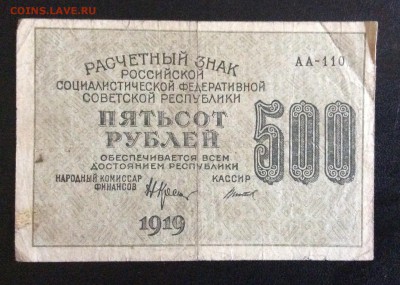 COINS.LAVE.RU
РАСЧЕТНЫЙ ЗНАК
РОССИЙСКОЙ
СОЦИАЛИСТИЧЕСКОЙ ФЕДЕРАТИВНОЙ
СОВЕТСКОЙ РЕСПУБЛИКИ
АА-110
ПЯТЬСОТ
РУБЛЕЙ
500
ОБЕСПЕЧИВАЕТСЯ ВСЕМ
ДОСТОЯНИЕМ РЕСПУБЛИКИ
НАРОДНЫЙ КОМИССАР
ФИНАНСОВ
КАССИР
1919